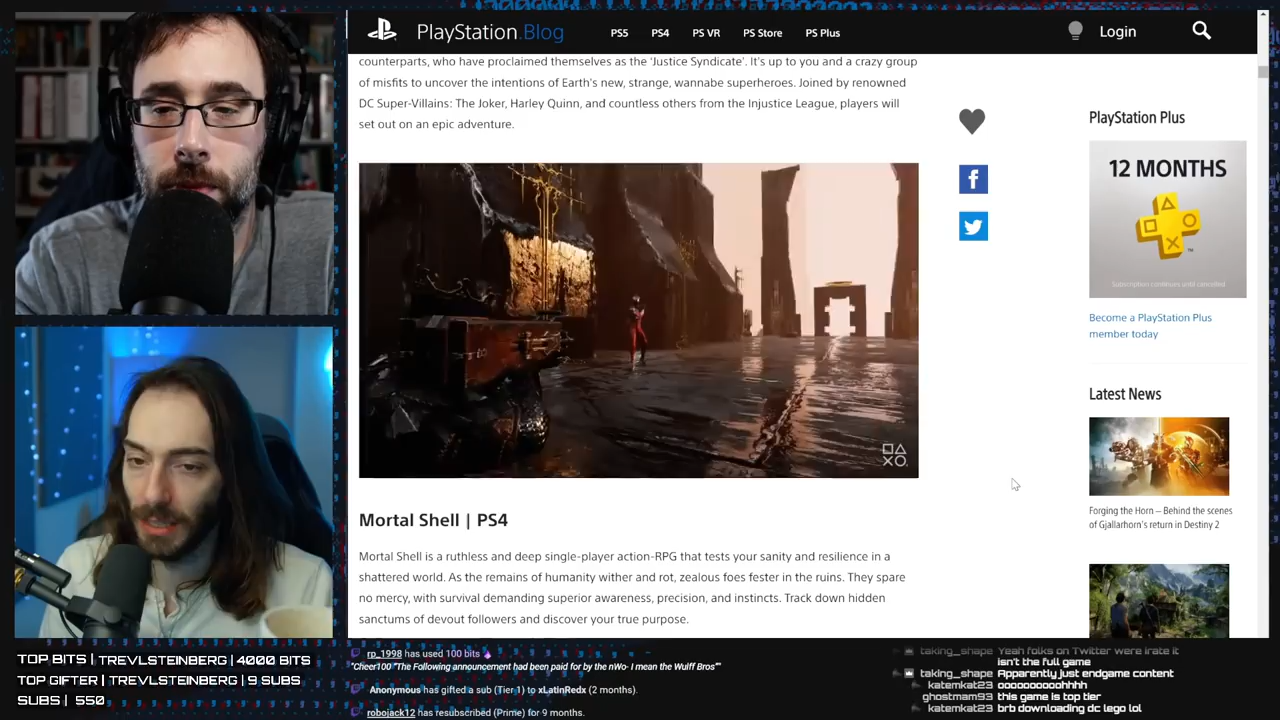 PlayStation.Blog
PS5
PS4
PS VR
PS Store
PS Plus
Login
counterparts, who have proclaimed themselves as the 'Justice Syndicate'. It's up to you and a crazy group
of misfits to uncover the intentions of Earth's new, strange, wannabe superheroes. Joined by renowned
DC Super-Villains: The Joker, Harley Quinn, and countless others from the Injustice League, players will
set out on an epic adventure.
Mortal Shell | PS4
Mortal Shell is a ruthless and deep single-player action-RPG that tests your sanity and resilience in a
shattered world. As the remains of humanity wither and rot, zealous foes fester in the ruins. They spare
no mercy, with survival demanding superior awareness, precision, and instincts. Track down hidden
sanctums of devout followers and discover your true purpose.
PlayStation Plus
12 MONTHS
Subscription continues until cancelled
Become a PlayStation Plus
member today
Latest News
Forging the Horn – Behind the scenes
of Gjallarhorn's return in Destiny 2
TOP BITS | TREVLSTEINBERG | 4000 BITS
TOP GIFTER | TREVLSTEINBERG | 9 SUBS
SUBS | 550
rp_1998 has used 100 bits
"Cheer100 "The Following announcement had been paid for by the nWo- I mean the Wulff Bros""
Anonymous has gifted a sub (Tier 1) to xLatinRedx (2 months).
robojack12 has resubscribed (Prime) for 9 months.
taking_shape Yeah folks on Twitter were irate it
isn't the full game
taking_shape Apparently just endgame content
katemkat23 oooooooooohhhh
ghostmam93 this game is top tier
katemkat23 brb downloading dc lego lol